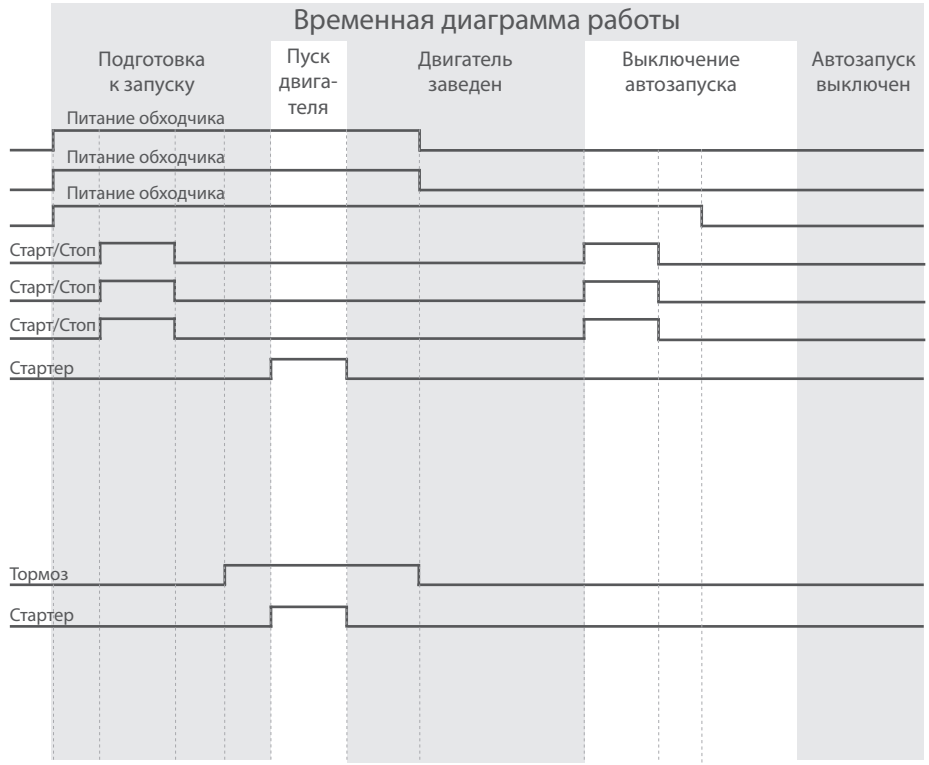 Временная диаграмма работы
Подготовка
к запуску
Пуск
двига-
теля
Двигатель
заведен
Выключение
автозапуска
Автозапуск
выключен
Питание обходчика
Питание обходчика
Питание обходчика
Старт/Стоп
Старт/Стоп
Старт/Стоп
Стартер
Тормоз
Стартер